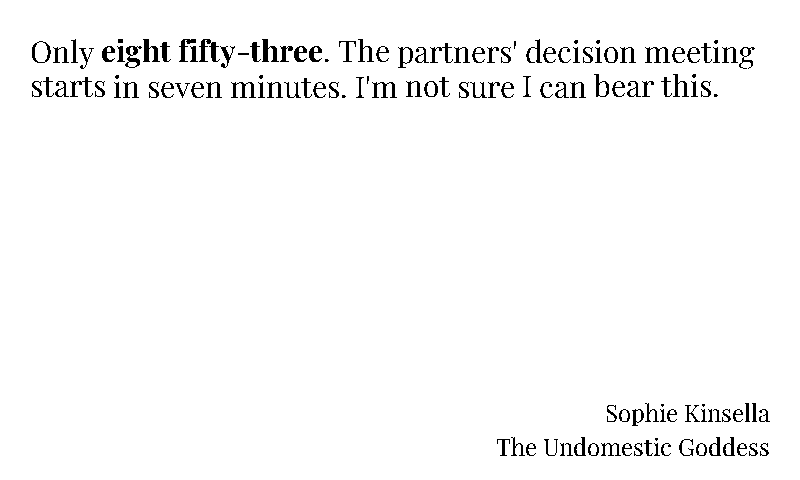 Only eight fifty-three. The partners' decision meeting
starts in seven minutes. I'm not sure I can bear this.
Sophie Kinsella
The Undomestic Goddess